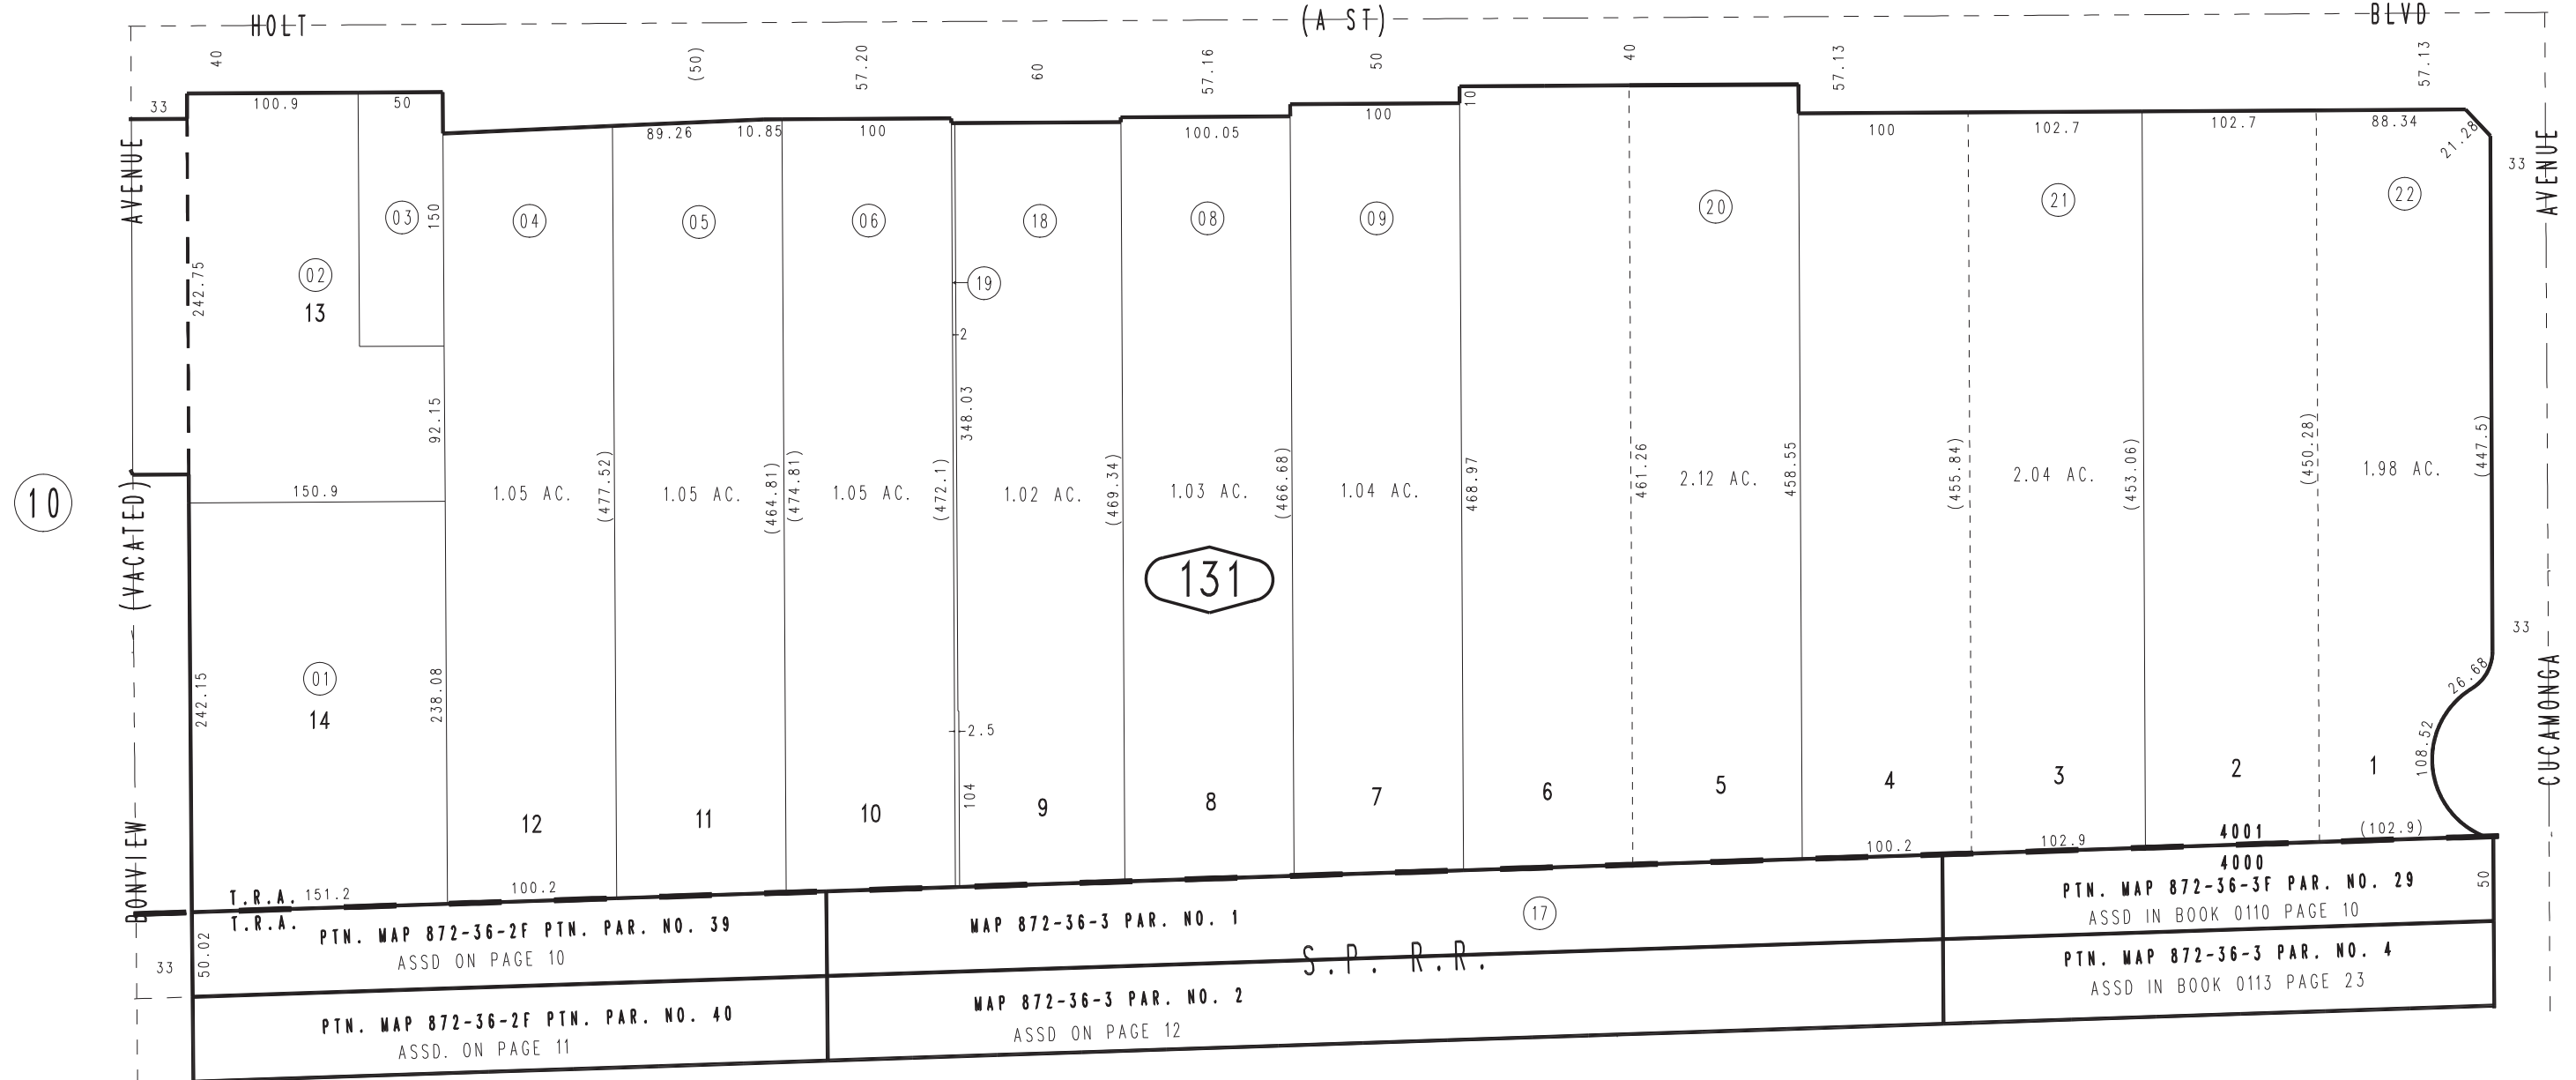 HOLT (A ST) BLVD
40 (50) 57.20 60 57.16 50 40 57.13 57.13
33 100.9 50 89.26 10.85 100 100.05 100 10 100 102.7 102.7 88.34 21.28
AVENUE 33 AVENUE
03 150 04 05 06 18 08 09 20 21 22
242.75 02 19
13 2
92.15 348.03
10 150.9
1.05 AC. (477.52) 1.05 AC. (464.81) (474.81) 1.05 AC. (472.1) 1.02 AC. (469.34) 1.03 AC. (466.68) 1.04 AC. 468.97 461.26 2.12 AC. 458.55 (455.84) 2.04 AC. (453.06) (450.28) 1.98 AC. (447.5)
(VACATED)
131
33
242.15 01 238.08 26.68
14 2.5 108.52
CUCAMONGA
104
12 11 10 9 8 7 6 5 4 3 2 1
BONVIEW
T.R.A. 151.2 100.2 100.2 102.9 4001 (102.9)
T.R.A. 4000
50.02 33 50
PTN. MAP 872-36-2F PTN. PAR. NO. 39
ASSD ON PAGE 10
MAP 872-36-3 PAR. NO. 1
17
PTN. MAP 872-36-3F PAR. NO. 29
ASSD IN BOOK 0110 PAGE 10
S.P. R.R.
PTN. MAP 872-36-2F PTN. PAR. NO. 40
ASSD. ON PAGE 11
MAP 872-36-3 PAR. NO. 2
ASSD ON PAGE 12
PTN. MAP 872-36-3 PAR. NO. 4
ASSD IN BOOK 0113 PAGE 23